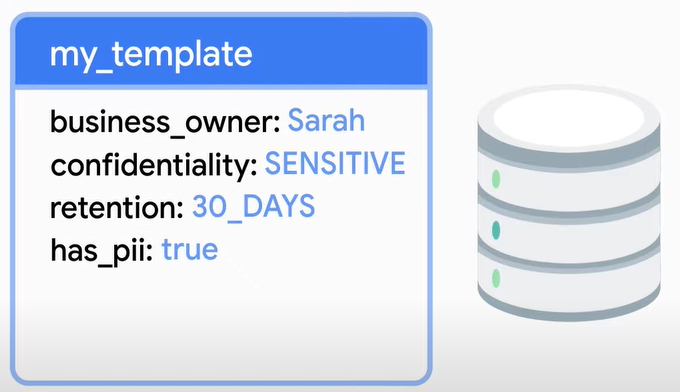 my_template
business_owner: Sarah
confidentiality: SENSITIVE
retention: 30_DAYS
has_pii: true